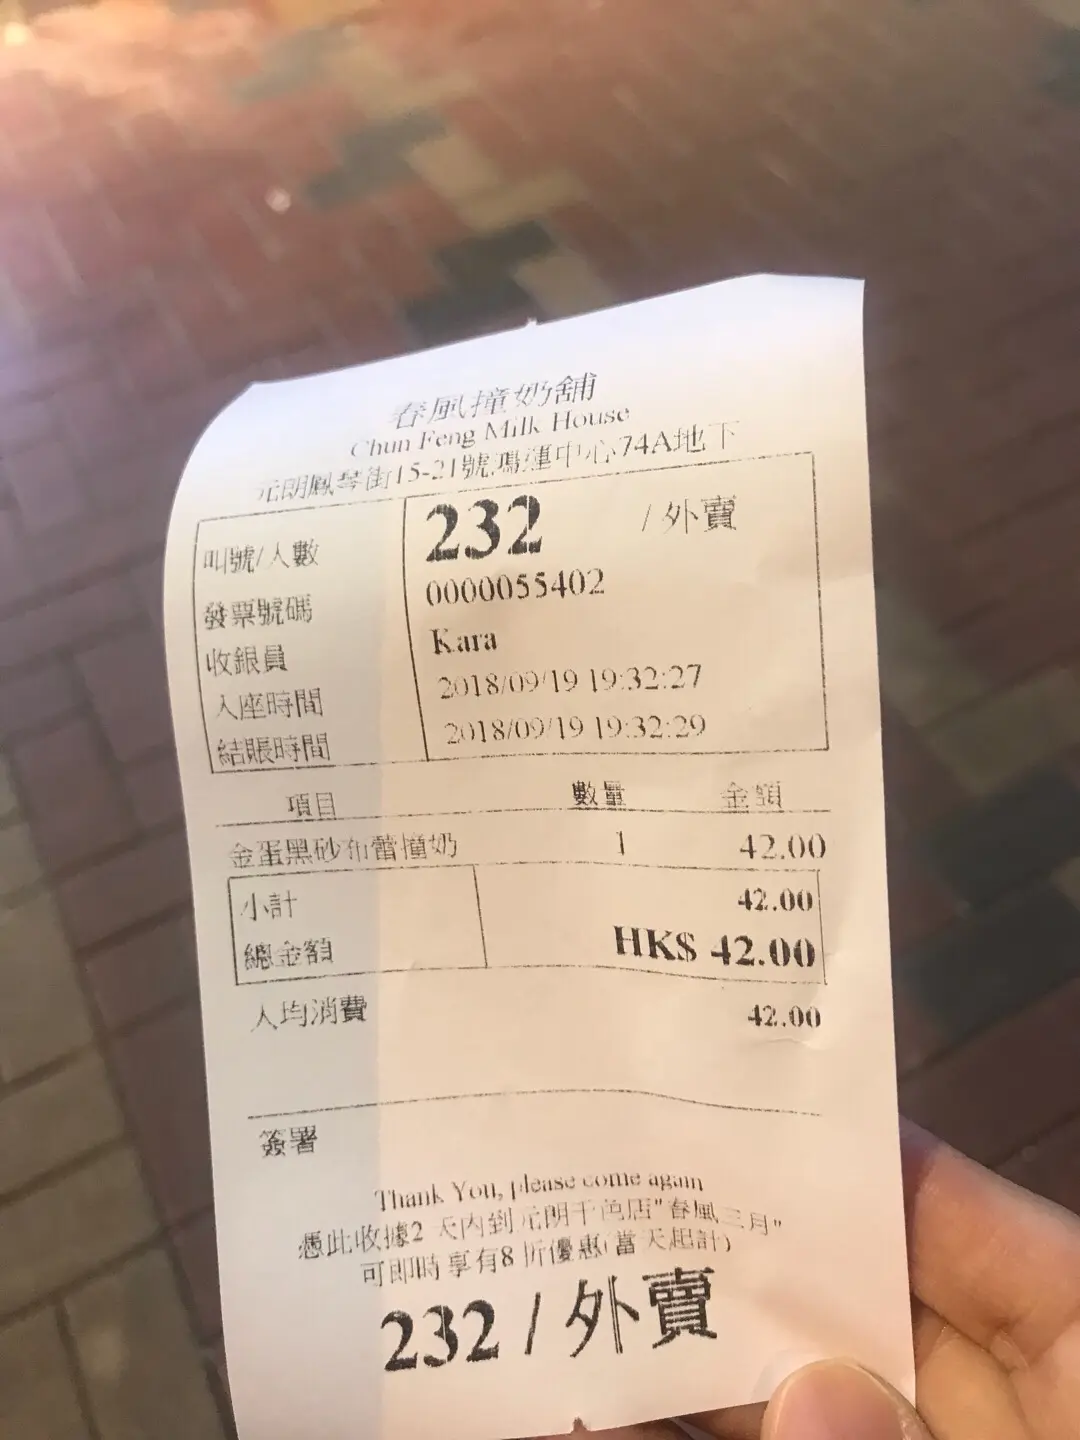 春風撞奶舖
Chun Feng Milk House
元朗鳳琴街15-21號鴻運中心74A地下
叫號/人數 232 / 外賣
發票號碼 0000055402
收銀員 Kara
入座時間 2018/09/19 19:32:27
結賬時間 2018/09/19 19:32:29
項目 數量 金額
金蛋黑砂布蕾撞奶 1 42.00
小計 42.00
總金額 HK$ 42.00
人均消費 42.00
簽署
Thank You, please come again
憑此收據2 天內到元朗千色店"春風三月"
可即時享有8 折優惠(當天起計)
232 / 外賣